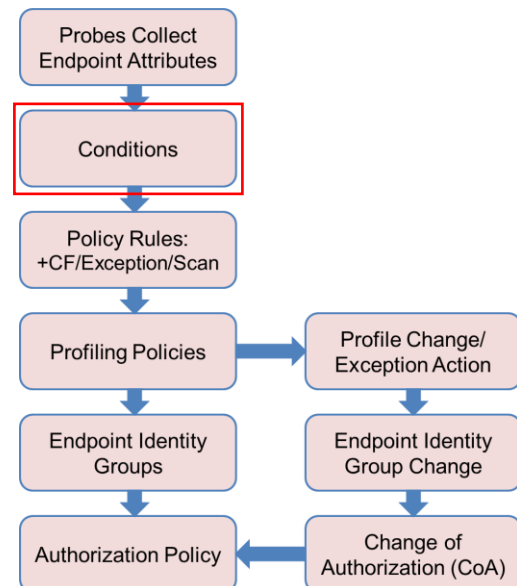 Probes Collect
Endpoint Attributes
Conditions
Policy Rules:
+CF/Exception/Scan
Profiling Policies
Profile Change/
Exception Action
Endpoint Identity
Groups
Endpoint Identity
Group Change
Authorization Policy
Change of
Authorization (CoA)